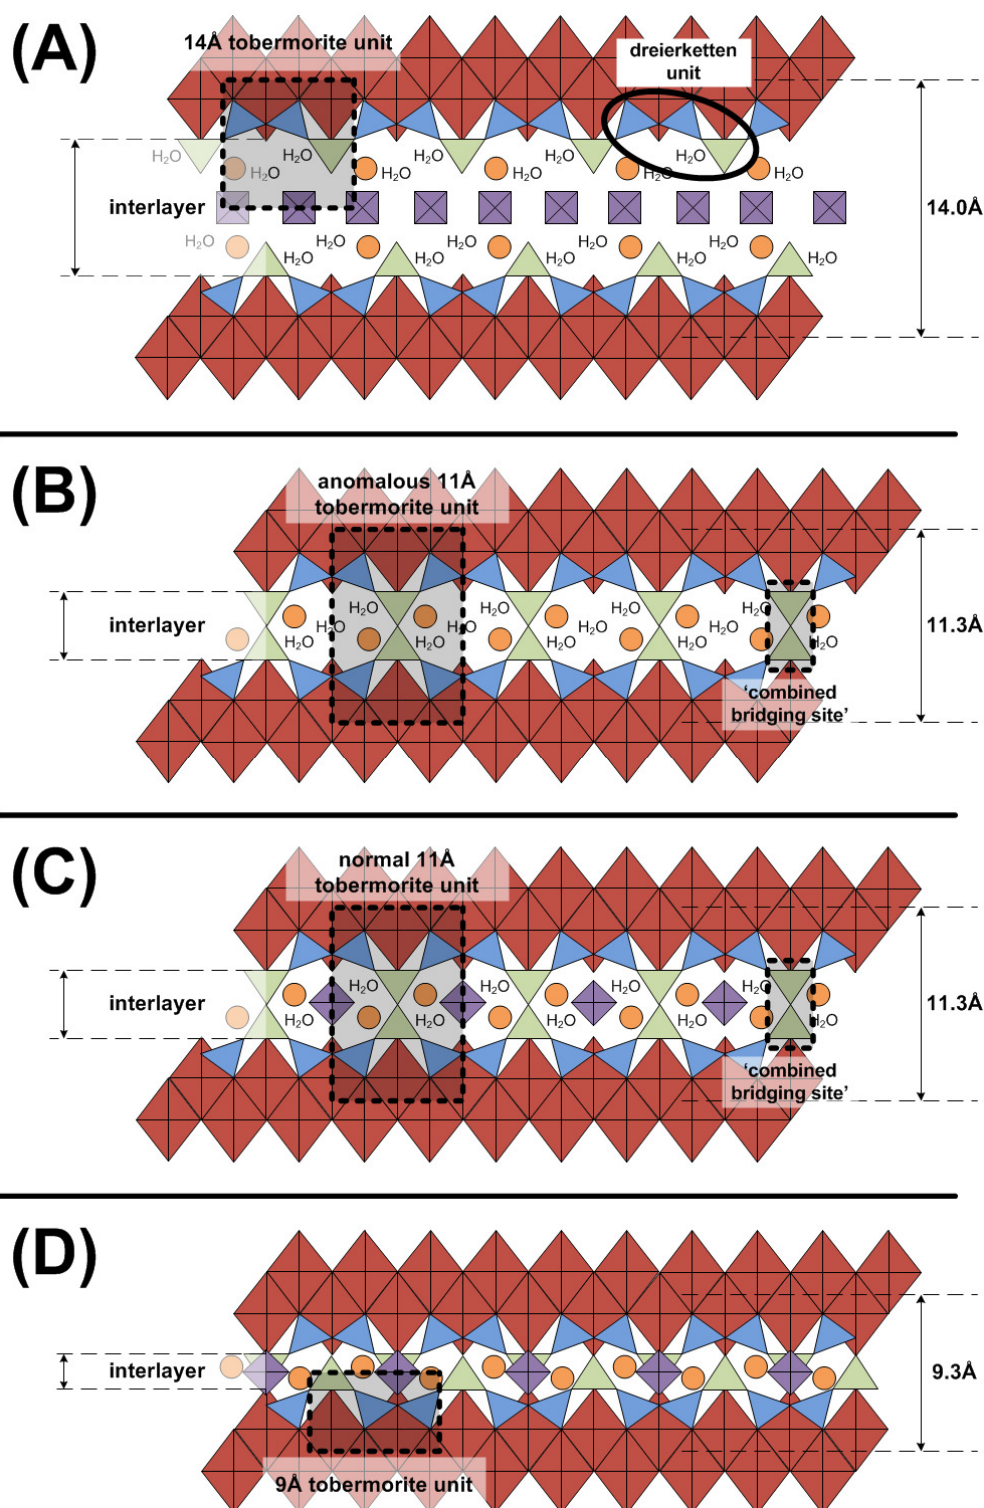 (A)
14Å tobermorite unit
dreierketten
unit
H₂O H₂O H₂O H₂O H₂O
H₂O H₂O H₂O H₂O H₂O
interlayer
14.0Å
H₂O H₂O H₂O H₂O H₂O
H₂O H₂O H₂O H₂O H₂O
(B)
anomalous 11Å
tobermorite unit
H₂O H₂O H₂O H₂O
interlayer
H₂O H₂O
11.3Å
H₂O H₂O H₂O H₂O H₂O
'combined
bridging site'
(C)
normal 11Å
tobermorite unit
H₂O H₂O H₂O H₂O
interlayer
11.3Å
H₂O H₂O H₂O H₂O H₂O
'combined
bridging site'
(D)
interlayer
9.3Å
9Å tobermorite unit